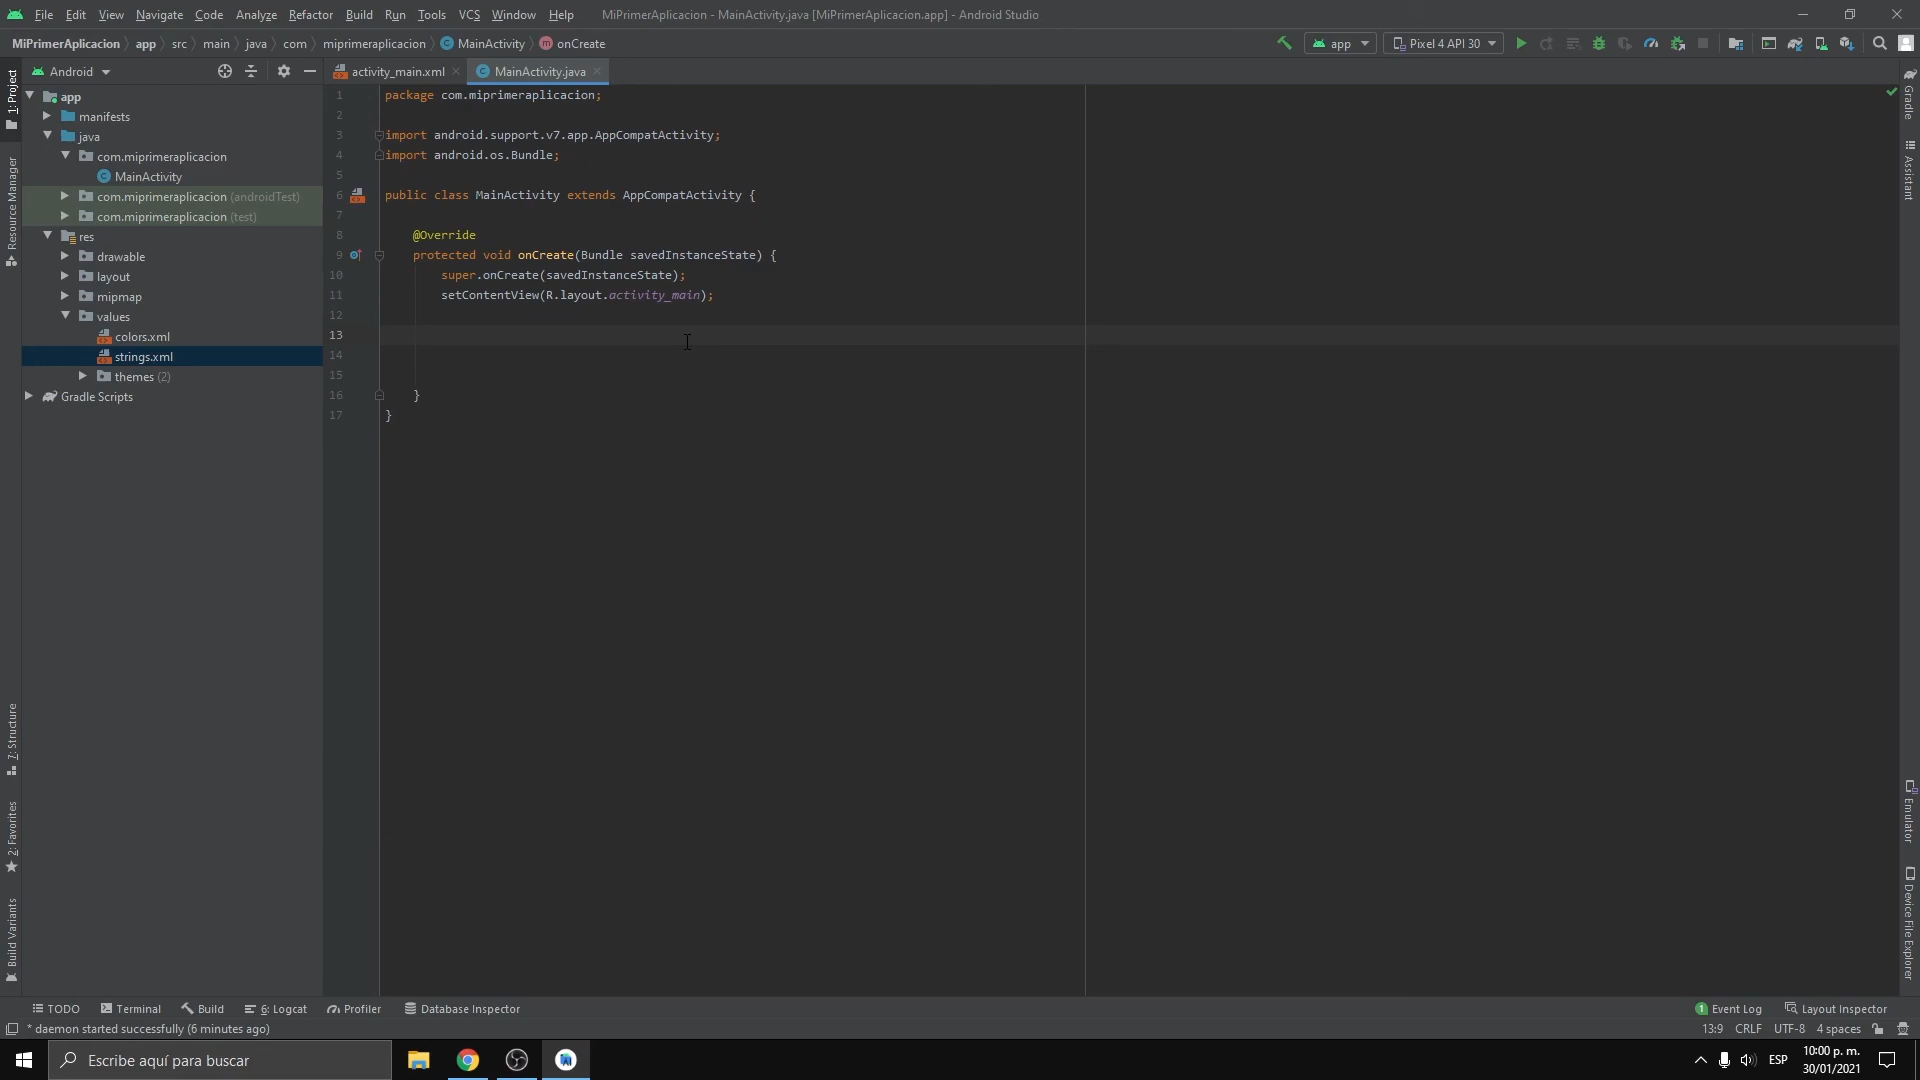 File Edit View Navigate Code Analyze Refactor Build Run Tools VCS Window Help MiPrimerAplicacion - MainActivity.java [MiPrimerAplicacion.app] - Android Studio
MiPrimerAplicacion app src main java com miprimeraplicacion MainActivity onCreate app Pixel 4 API 30
Android activity_main.xml MainActivity.java
app
manifests
java
com.miprimeraplicacion
MainActivity
com.miprimeraplicacion (androidTest)
com.miprimeraplicacion (test)
res
drawable
layout
mipmap
values
colors.xml
strings.xml
themes (2)
Gradle Scripts
1: Project
Resource Manager
7: Structure
2: Favorites
Build Variants
1 package com.miprimeraplicacion;
2
3 import android.support.v7.app.AppCompatActivity;
4 import android.os.Bundle;
5
6 public class MainActivity extends AppCompatActivity {
7
8 @Override
9 protected void onCreate(Bundle savedInstanceState) {
10 super.onCreate(savedInstanceState);
11 setContentView(R.layout.activity_main);
12
13
14
15
16 }
17 }
Gradle
Assistant
Emulator
Device File Explorer
TODO Terminal Build 6: Logcat Profiler Database Inspector 1 Event Log Layout Inspector
* daemon started successfully (6 minutes ago) 13:9 CRLF UTF-8 4 spaces
Escribe aquí para buscar ESP 10:00 p. m.
30/01/2021